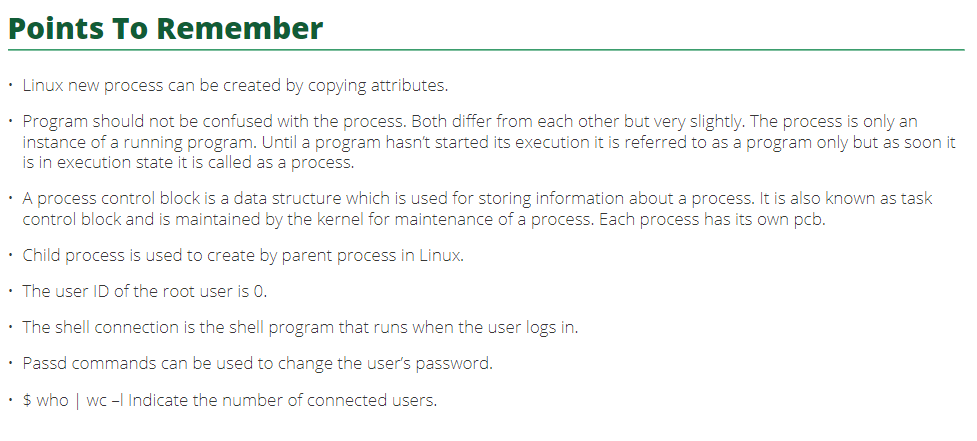 Points To Remember
• Linux new process can be created by copying attributes.
• Program should not be confused with the process. Both differ from each other but very slightly. The process is only an
instance of a running program. Until a program hasn't started its execution it is referred to as a program only but as soon it
is in execution state it is called as a process.
• A process control block is a data structure which is used for storing information about a process. It is also known as task
control block and is maintained by the kernel for maintenance of a process. Each process has its own pcb.
• Child process is used to create by parent process in Linux.
• The user ID of the root user is 0.
• The shell connection is the shell program that runs when the user logs in.
• Passd commands can be used to change the user's password.
• $ who | wc –l Indicate the number of connected users.